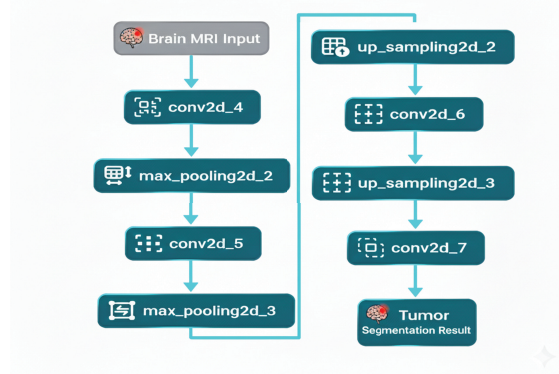 Brain MRI Input
conv2d_4
max_pooling2d_2
conv2d_5
max_pooling2d_3
up_sampling2d_2
conv2d_6
up_sampling2d_3
conv2d_7
Tumor
Segmentation Result